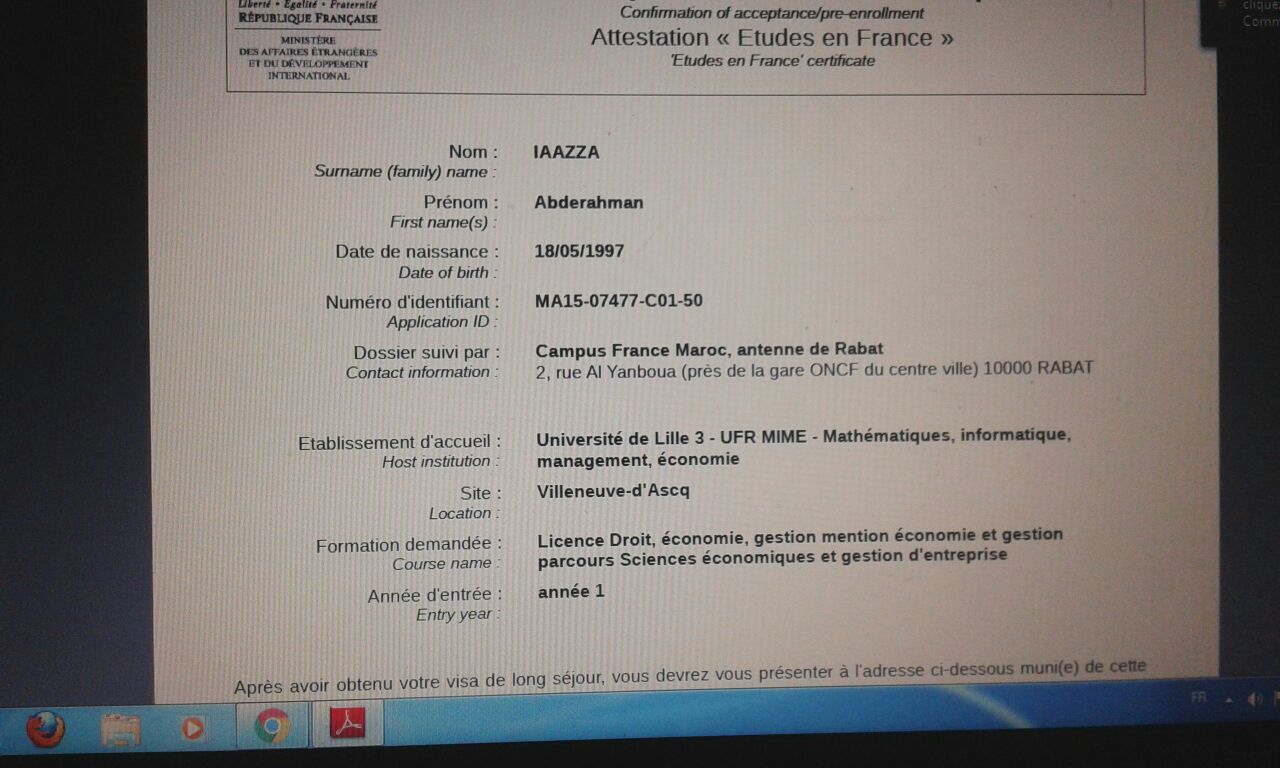 Liberté • Egalité • Fraternité
RÉPUBLIQUE FRANÇAISE
MINISTÈRE
DES AFFAIRES ÉTRANGÈRES
ET DU DÉVELOPPEMENT
INTERNATIONAL
Confirmation of acceptance/pre-enrollment
Attestation « Etudes en France »
'Etudes en France' certificate
Nom : IAAZZA
Surname (family) name :
Prénom : Abderahman
First name(s) :
Date de naissance : 18/05/1997
Date of birth :
Numéro d'identifiant : MA15-07477-C01-50
Application ID :
Dossier suivi par : Campus France Maroc, antenne de Rabat
Contact information : 2, rue Al Yanboua (près de la gare ONCF du centre ville) 10000 RABAT
Etablissement d'accueil : Université de Lille 3 - UFR MIME - Mathématiques, informatique,
Host institution : management, économie
Site : Villeneuve-d'Ascq
Location :
Formation demandée : Licence Droit, économie, gestion mention économie et gestion
Course name : parcours Sciences économiques et gestion d'entreprise
Année d'entrée : année 1
Entry year :
Après avoir obtenu votre visa de long séjour, vous devrez vous présenter à l'adresse ci-dessous muni(e) de cette
FR